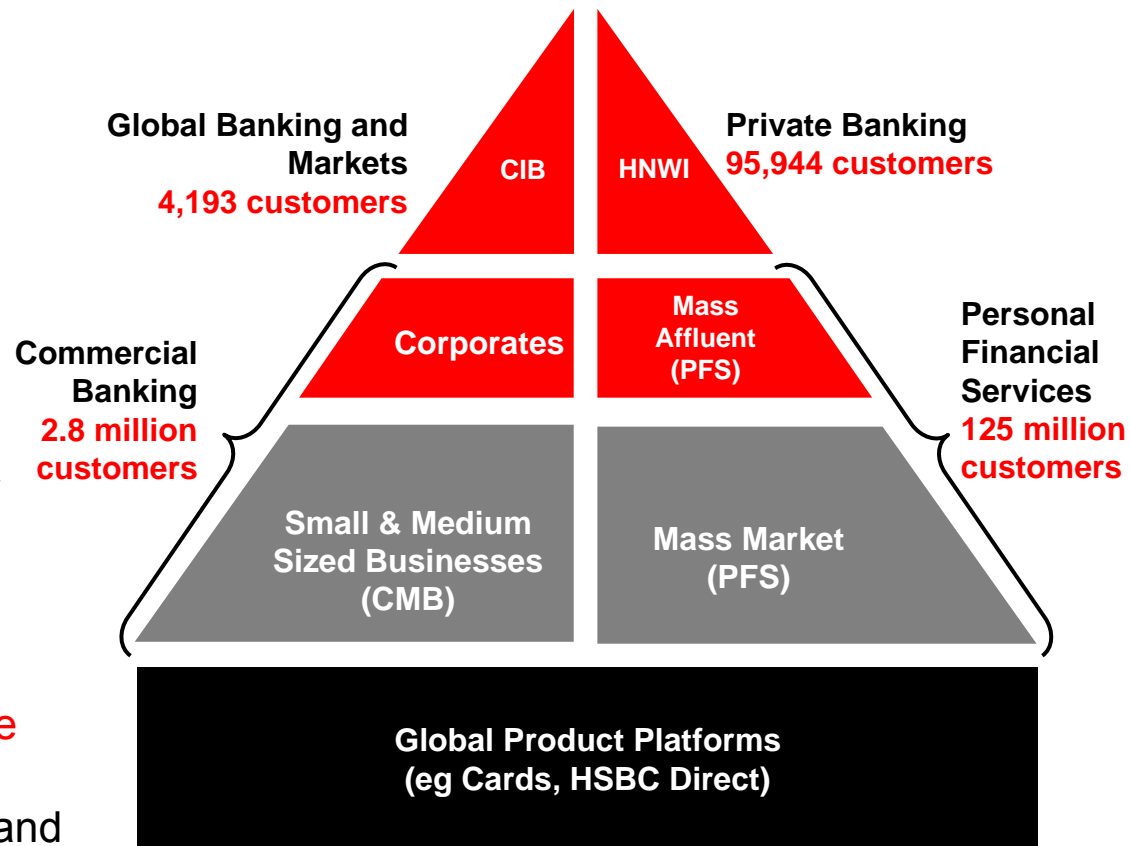 Global Banking and
Markets
4,193 customers
CIB
HNWI
Private Banking
95,944 customers
Commercial
Banking
2.8 million
customers
Corporates
Mass
Affluent
(PFS)
Personal
Financial
Services
125 million
customers
Small & Medium
Sized Businesses
(CMB)
Mass Market
(PFS)
e
Global Product Platforms
(eg Cards, HSBC Direct)
and